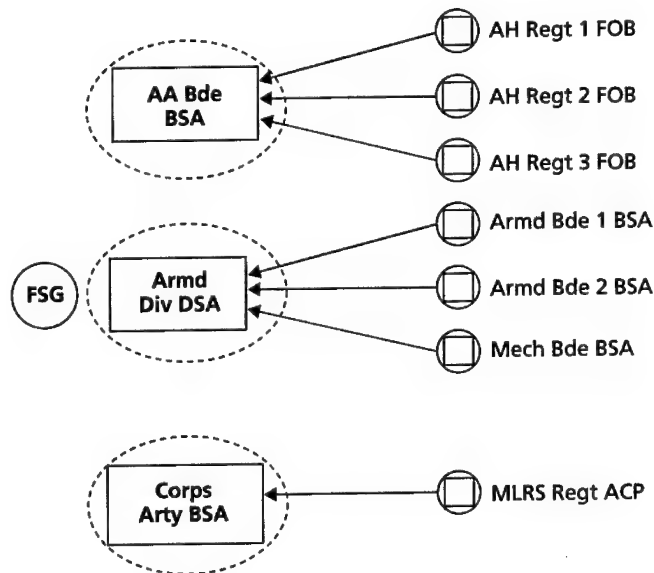 AH Regt 1 FOB
AA Bde
BSA
AH Regt 2 FOB
AH Regt 3 FOB
Armd Bde 1 BSA
FSG
Armd
Div DSA
Armd Bde 2 BSA
Mech Bde BSA
Corps
Arty BSA
MLRS Regt ACP